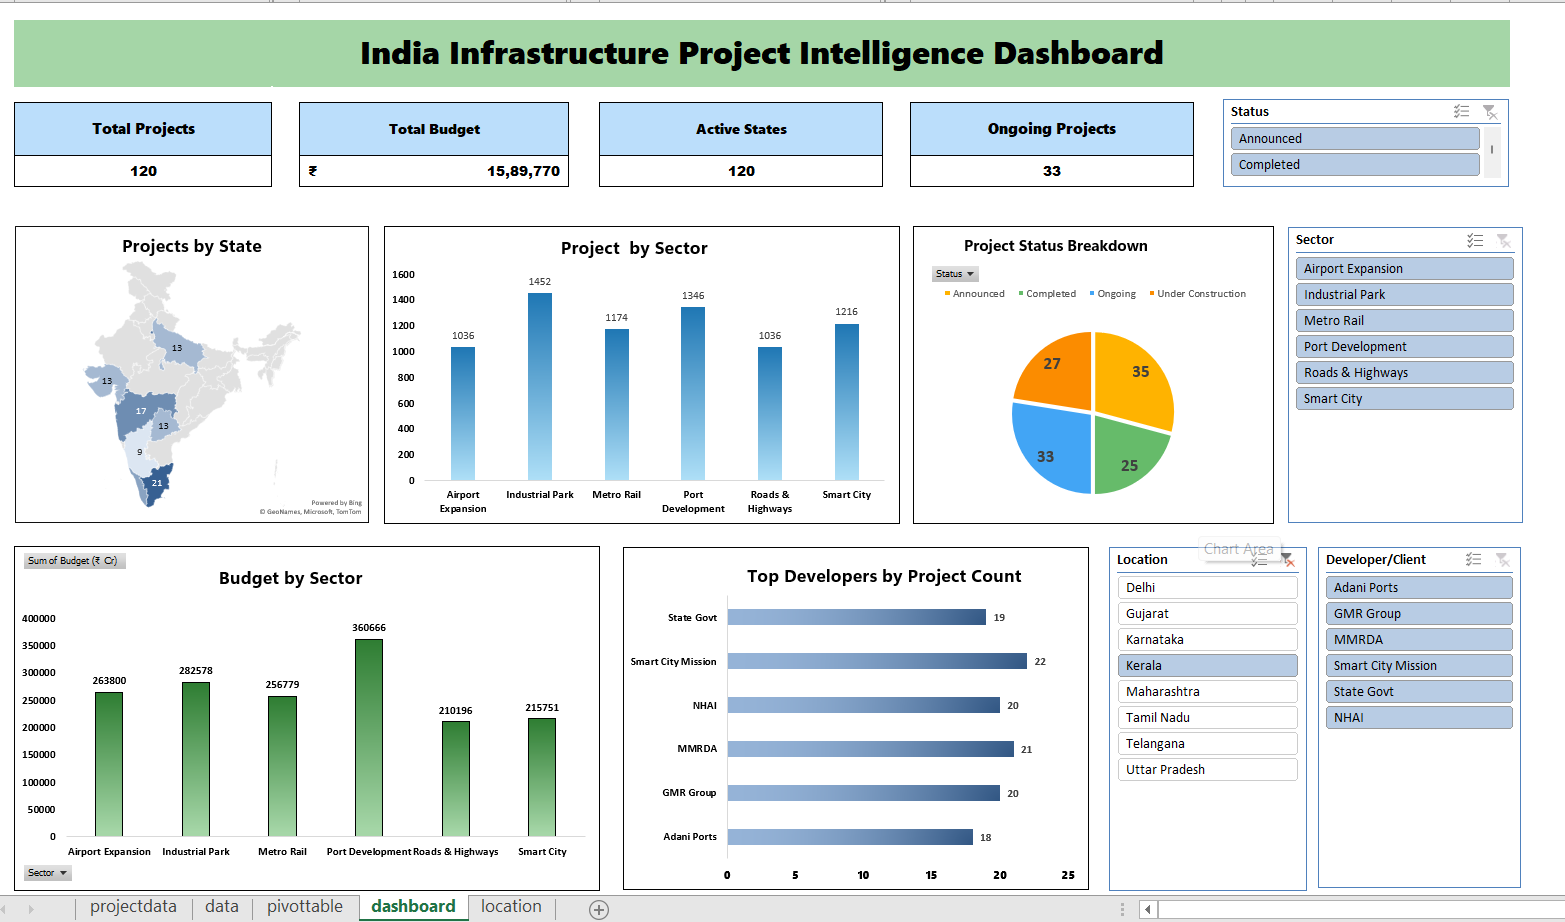 India Infrastructure Project Intelligence Dashboard
Total Projects
120
Total Budget
₹ 15,89,770
Active States
120
Ongoing Projects
33
Status
Announced
Completed
Projects by State
13
13
17
13
9
21
Powered by Bing
© GeoNames, Microsoft, TomTom
Project by Sector
1600
1400
1200
1000
800
600
400
200
0
1036
1452
1174
1346
1036
1216
Airport
Expansion
Industrial Park
Metro Rail
Port
Development
Roads &
Highways
Smart City
Project Status Breakdown
Status
Announced Completed Ongoing Under Construction
27
35
33
25
Sector
Airport Expansion
Industrial Park
Metro Rail
Port Development
Roads & Highways
Smart City
Sum of Budget (₹ Cr)
Budget by Sector
400000
350000
300000
250000
200000
150000
100000
50000
0
263800
282578
256779
360666
210196
215751
Airport Expansion Industrial Park Metro Rail Port Development Roads & Highways Smart City
Sector
Top Developers by Project Count
State Govt 19
Smart City Mission 22
NHAI 20
MMRDA 21
GMR Group 20
Adani Ports 18
0 5 10 15 20 25
Chart Area
Location
Delhi
Gujarat
Karnataka
Kerala
Maharashtra
Tamil Nadu
Telangana
Uttar Pradesh
Developer/Client
Adani Ports
GMR Group
MMRDA
Smart City Mission
State Govt
NHAI
projectdata data pivottable dashboard location